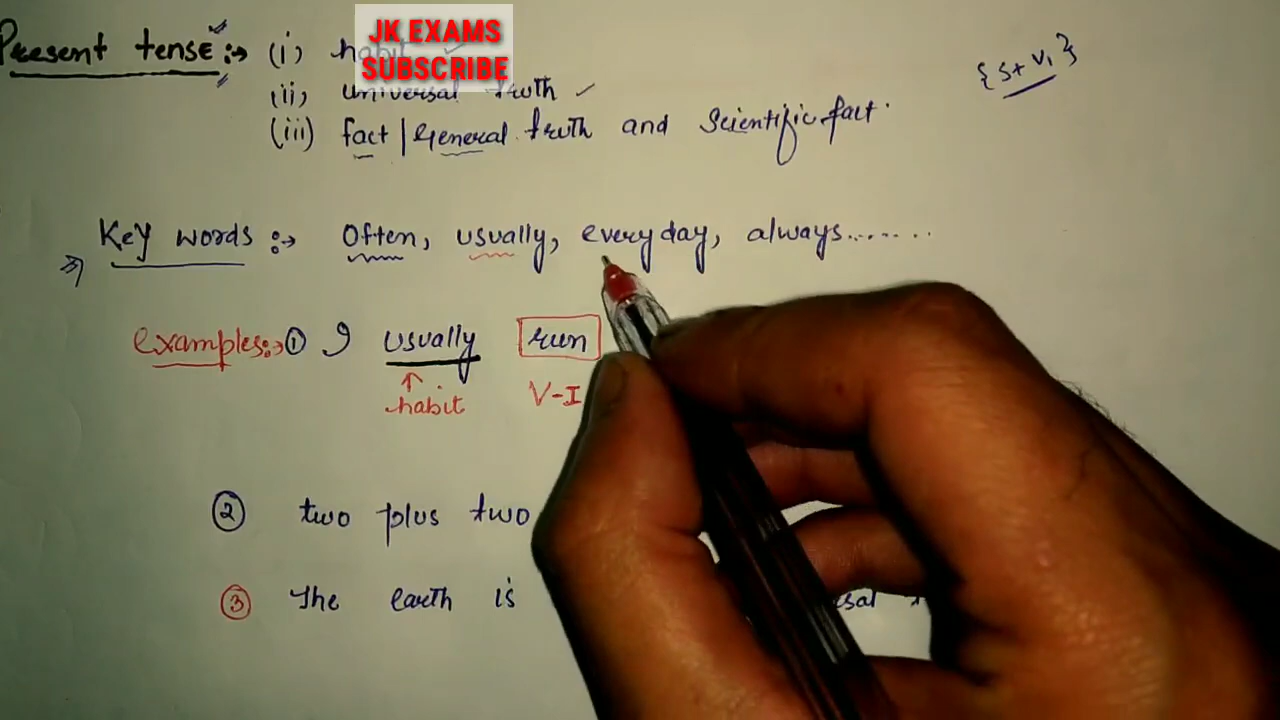 Present tense :→ (i) habit
JK EXAMS
SUBSCRIBE
{S+V1}
(ii) universal truth
(iii) fact | General truth and Scientific fact.
Key words :→ Often, usually, everyday, always.......
examples:→ ① I usually run
habit V-I
② two plus two
③ The earth is